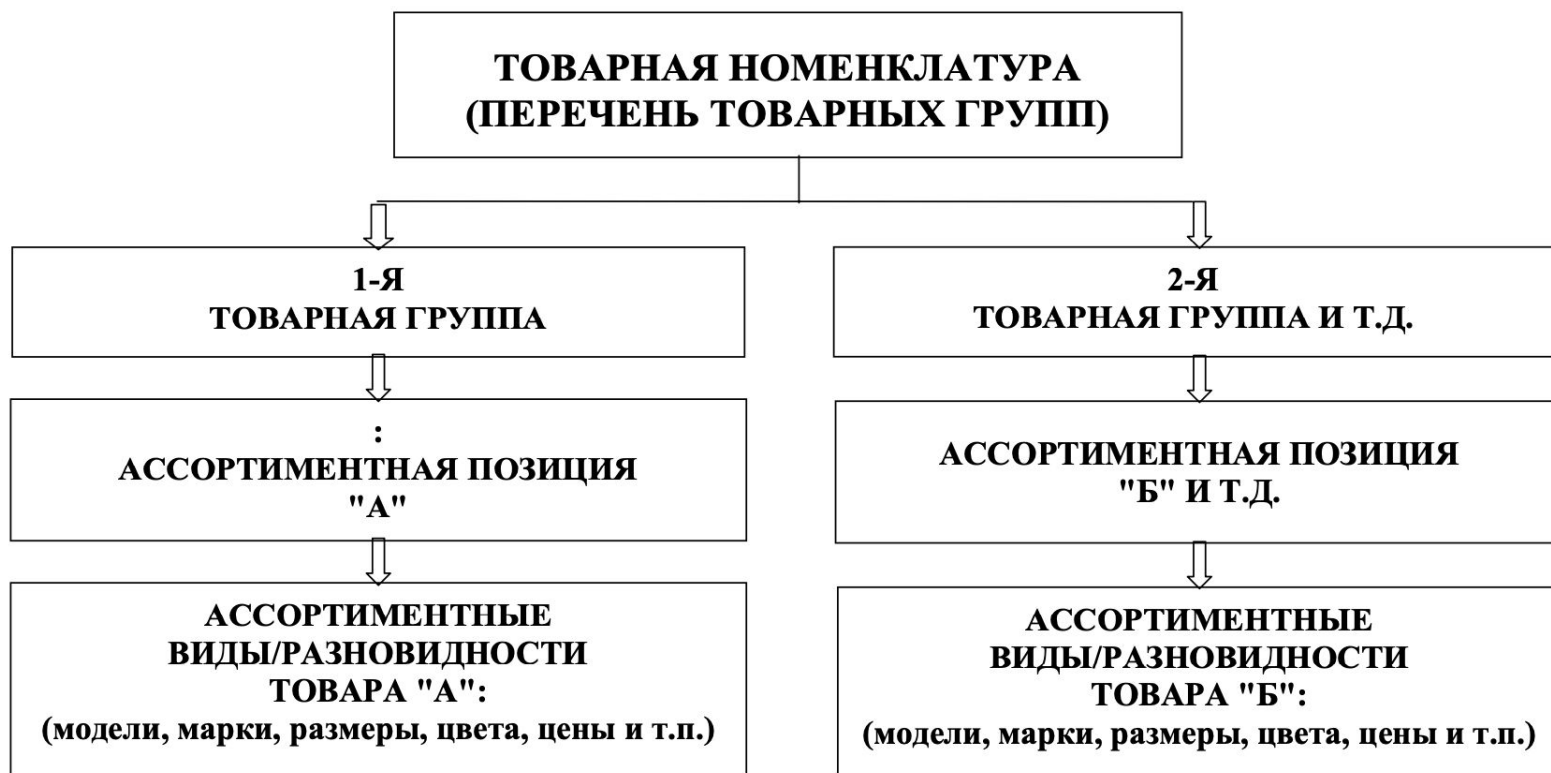 ТОВАРНАЯ НОМЕНКЛАТУРА
(ПЕРЕЧЕНЬ ТОВАРНЫХ ГРУПП)
1-Я
ТОВАРНАЯ ГРУППА
2-Я
ТОВАРНАЯ ГРУППА И Т.Д.
:
АССОРТИМЕНТНАЯ ПОЗИЦИЯ
"А"
АССОРТИМЕНТНАЯ ПОЗИЦИЯ
"Б" И Т.Д.
АССОРТИМЕНТНЫЕ
ВИДЫ/РАЗНОВИДНОСТИ
ТОВАРА "А":
(модели, марки, размеры, цвета, цены и т.п.)
АССОРТИМЕНТНЫЕ
ВИДЫ/РАЗНОВИДНОСТИ
ТОВАРА "Б":
(модели, марки, размеры, цвета, цены и т.п.)